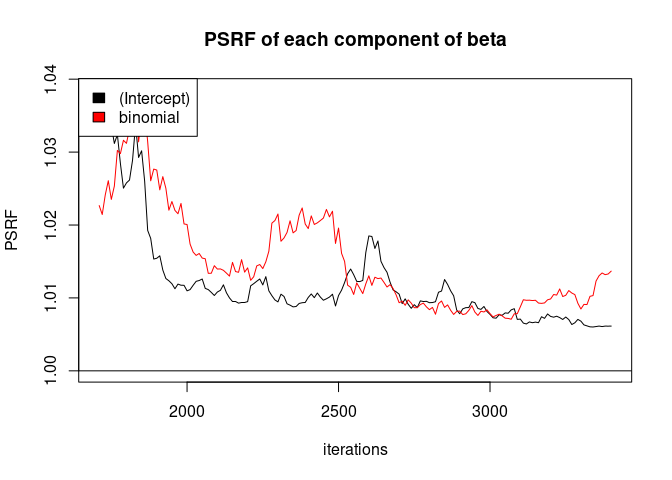 PSRF of each component of beta
(Intercept)
binomial
PSRF
1.04
1.03
1.02
1.01
1.00
2000 2500 3000
iterations